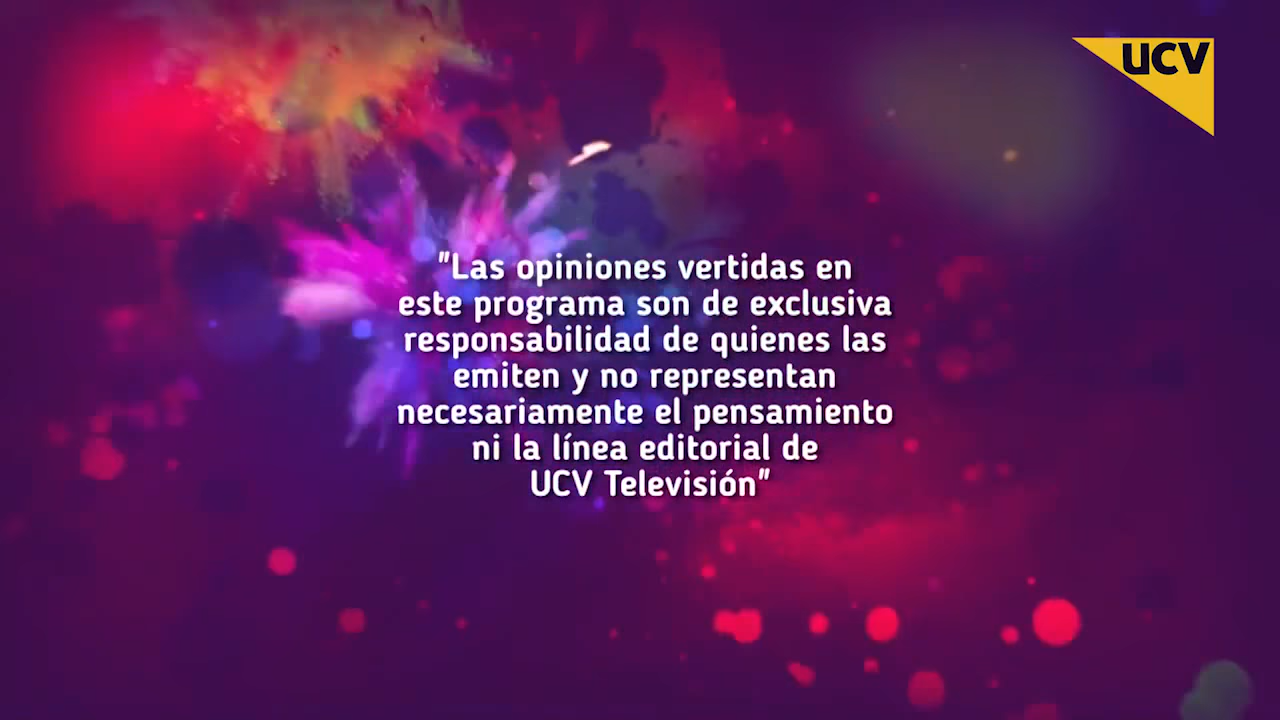 UCV
"Las opiniones vertidas en
este programa son de exclusiva
responsabilidad de quienes las
emiten y no representan
necesariamente el pensamiento
ni la línea editorial de
UCV Televisión"